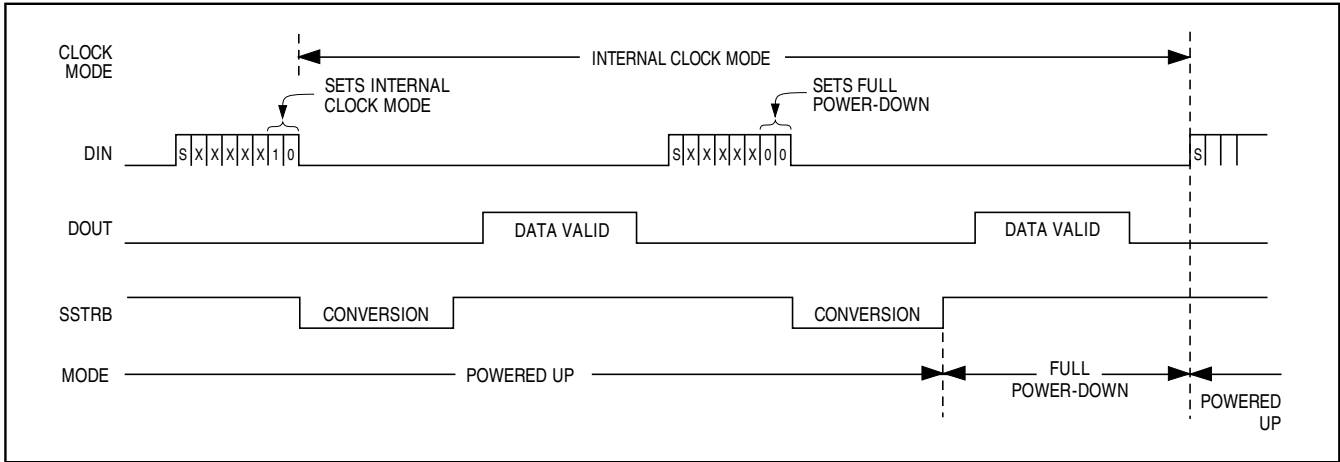 CLOCK
MODE
INTERNAL CLOCK MODE
SETS INTERNAL
CLOCK MODE
SETS FULL
POWER-DOWN
DIN
S X X X X X 1 0
S X X X X X 0 0
S
DOUT
DATA VALID
DATA VALID
SSTRB
CONVERSION
CONVERSION
MODE
POWERED UP
FULL
POWER-DOWN
POWERED
UP